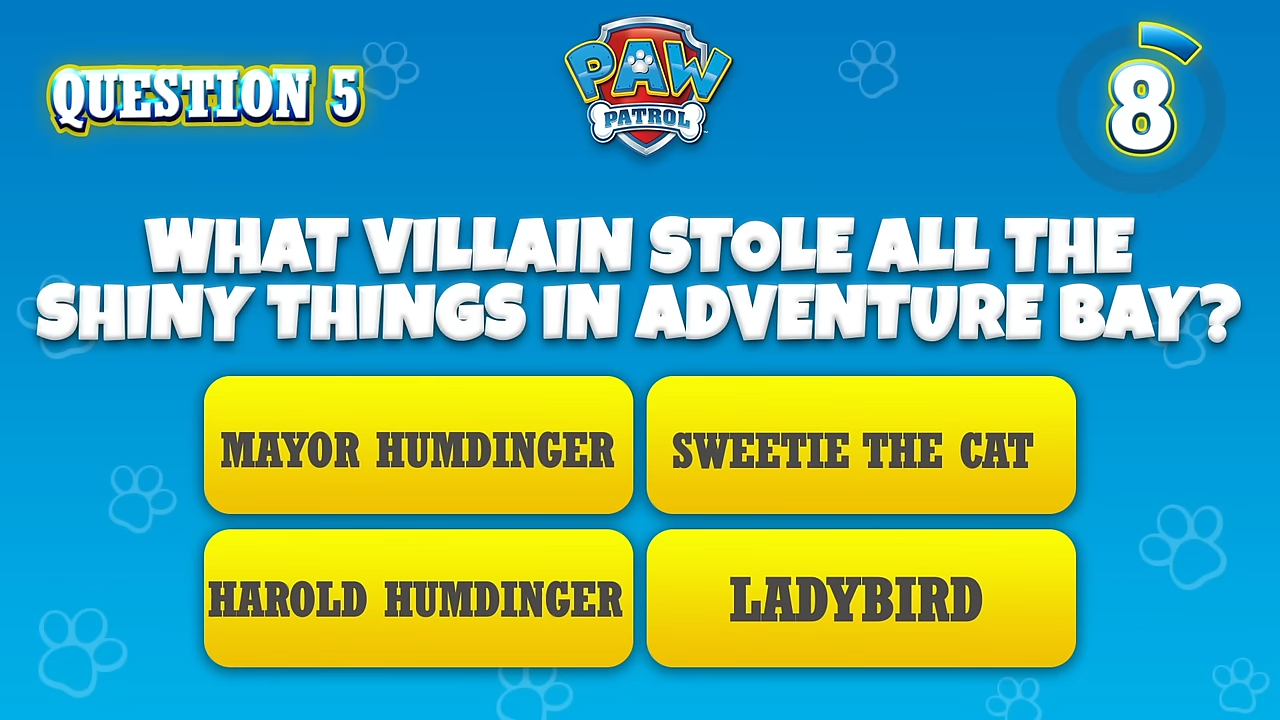 QUESTION 5
PAW
PATROL
8
WHAT VILLAIN STOLE ALL THE
SHINY THINGS IN ADVENTURE BAY?
MAYOR HUMDINGER
SWEETIE THE CAT
HAROLD HUMDINGER
LADYBIRD